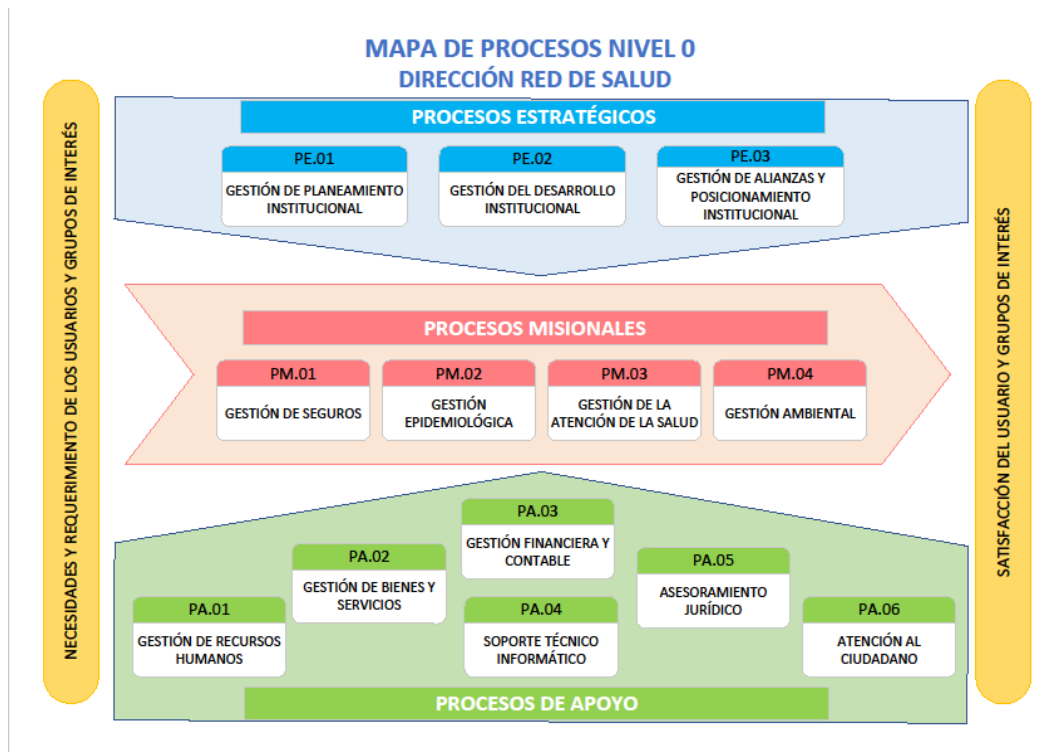 MAPA DE PROCESOS NIVEL 0
DIRECCIÓN RED DE SALUD
NECESIDADES Y REQUERIMIENTO DE LOS USUARIOS Y GRUPOS DE INTERÉS
PROCESOS ESTRATÉGICOS
PE.01
GESTIÓN DE PLANEAMIENTO
INSTITUCIONAL
PE.02
GESTIÓN DEL DESARROLLO
INSTITUCIONAL
PE.03
GESTIÓN DE ALIANZAS Y
POSICIONAMIENTO
INSTITUCIONAL
PROCESOS MISIONALES
PM.01
GESTIÓN DE SEGUROS
PM.02
GESTIÓN
EPIDEMIOLÓGICA
PM.03
GESTIÓN DE LA
ATENCIÓN DE LA SALUD
PM.04
GESTIÓN AMBIENTAL
PA.01
GESTIÓN DE RECURSOS
HUMANOS
PA.02
GESTIÓN DE BIENES Y
SERVICIOS
PA.03
GESTIÓN FINANCIERA Y
CONTABLE
PA.04
SOPORTE TÉCNICO
INFORMÁTICO
PA.05
ASESORAMIENTO
JURÍDICO
PA.06
ATENCIÓN AL
CIUDADANO
PROCESOS DE APOYO
SATISFACCIÓN DEL USUARIO Y GRUPOS DE INTERÉS